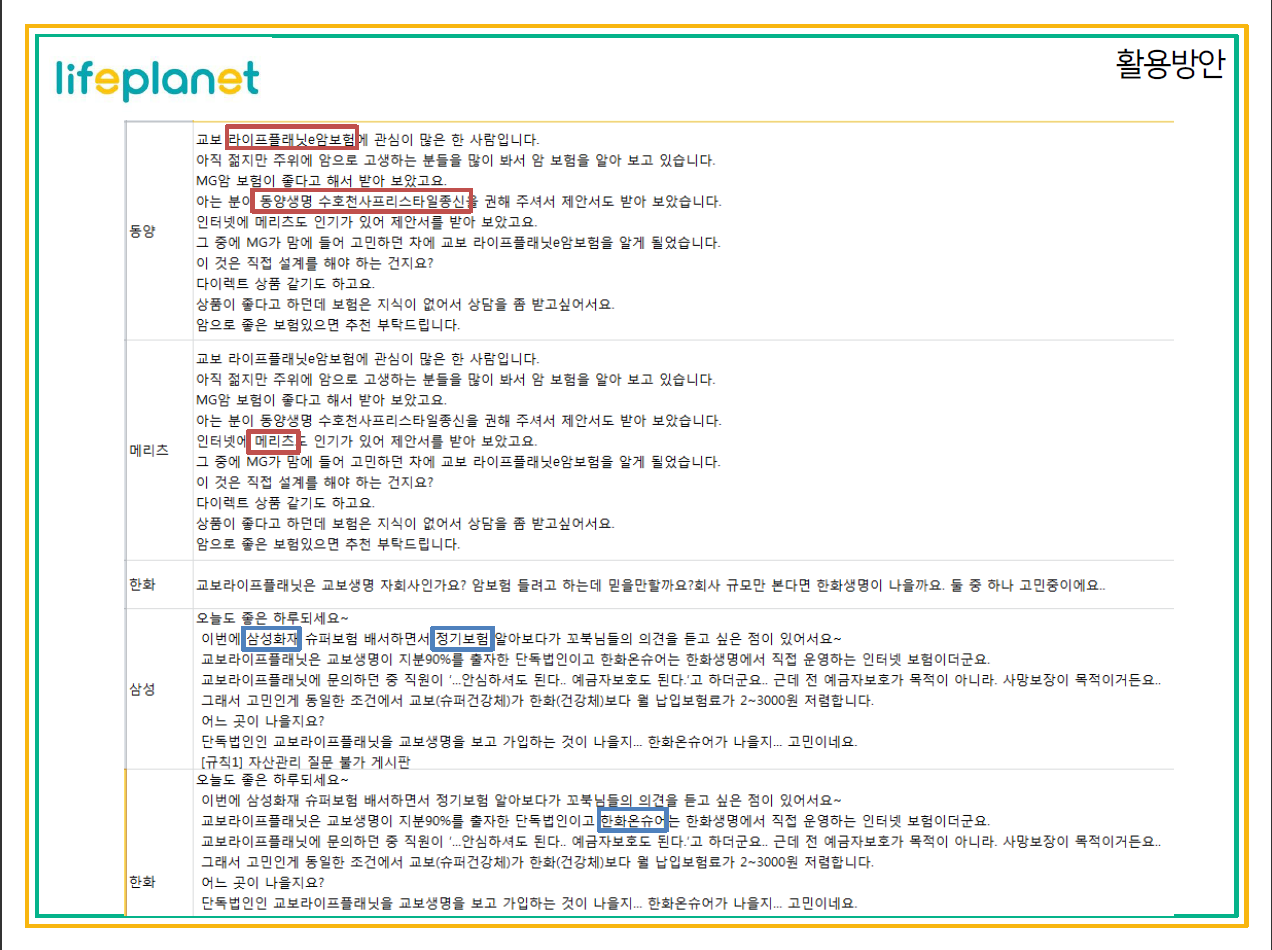 lifeplanet
활용방안
동양
교보 라이프플래닛e암보험에 관심이 많은 한 사람입니다.
아직 젊지만 주위에 암으로 고생하는 분들을 많이 봐서 암 보험을 알아 보고 있습니다.
MG암 보험이 좋다고 해서 받아 보았고요.
아는 분이 동양생명 수호천사프리스타일종신을 권해 주셔서 제안서도 받아 보았습니다.
인터넷에 메리츠도 인기가 있어 제안서를 받아 보았고요.
그 중에 MG가 맘에 들어 고민하던 차에 교보 라이프플래닛e암보험을 알게 될었습니다.
이 것은 직접 설계를 해야 하는 건지요?
다이렉트 상품 같기도 하고요.
상품이 좋다고 하던데 보험은 지식이 없어서 상담을 좀 받고싶어서요.
암으로 좋은 보험있으면 추천 부탁드립니다.
메리츠
교보 라이프플래닛e암보험에 관심이 많은 한 사람입니다.
아직 젊지만 주위에 암으로 고생하는 분들을 많이 봐서 암 보험을 알아 보고 있습니다.
MG암 보험이 좋다고 해서 받아 보았고요.
아는 분이 동양생명 수호천사프리스타일종신을 권해 주셔서 제안서도 받아 보았습니다.
인터넷에 메리츠도 인기가 있어 제안서를 받아 보았고요.
그 중에 MG가 맘에 들어 고민하던 차에 교보 라이프플래닛e암보험을 알게 될었습니다.
이 것은 직접 설계를 해야 하는 건지요?
다이렉트 상품 같기도 하고요.
상품이 좋다고 하던데 보험은 지식이 없어서 상담을 좀 받고싶어서요.
암으로 좋은 보험있으면 추천 부탁드립니다.
한화
교보라이프플래닛은 교보생명 자회사인가요? 암보험 들려고 하는데 믿을만할까요?회사 규모만 본다면 한화생명이 나을까요. 둘 중 하나 고민중이에요..
삼성
오늘도 좋은 하루되세요~
이번에 삼성화재 슈퍼보험 배서하면서 정기보험 알아보다가 꼬북님들의 의견을 듣고 싶은 점이 있어서요~
교보라이프플래닛은 교보생명이 지분90%를 출자한 단독법인이고 한화온슈어는 한화생명에서 직접 운영하는 인터넷 보험이더군요.
교보라이프플래닛에 문의하던 중 직원이 '...안심하셔도 된다.. 예금자보호도 된다.'고 하더군요.. 근데 전 예금자보호가 목적이 아니라. 사망보장이 목적이거든요..
그래서 고민인게 동일한 조건에서 교보(슈퍼건강체)가 한화(건강체)보다 월 납입보험료가 2~3000원 저렴합니다.
어느 곳이 나을지요?
단독법인인 교보라이프플래닛을 교보생명을 보고 가입하는 것이 나을지... 한화온슈어가 나을지... 고민이네요.
[규칙1] 자산관리 질문 불가 게시판
한화
오늘도 좋은 하루되세요~
이번에 삼성화재 슈퍼보험 배서하면서 정기보험 알아보다가 꼬북님들의 의견을 듣고 싶은 점이 있어서요~
교보라이프플래닛은 교보생명이 지분90%를 출자한 단독법인이고 한화온슈어는 한화생명에서 직접 운영하는 인터넷 보험이더군요.
교보라이프플래닛에 문의하던 중 직원이 '...안심하셔도 된다.. 예금자보호도 된다.'고 하더군요.. 근데 전 예금자보호가 목적이 아니라. 사망보장이 목적이거든요..
그래서 고민인게 동일한 조건에서 교보(슈퍼건강체)가 한화(건강체)보다 월 납입보험료가 2~3000원 저렴합니다.
어느 곳이 나을지요?
단독법인인 교보라이프플래닛을 교보생명을 보고 가입하는 것이 나을지... 한화온슈어가 나을지... 고민이네요.